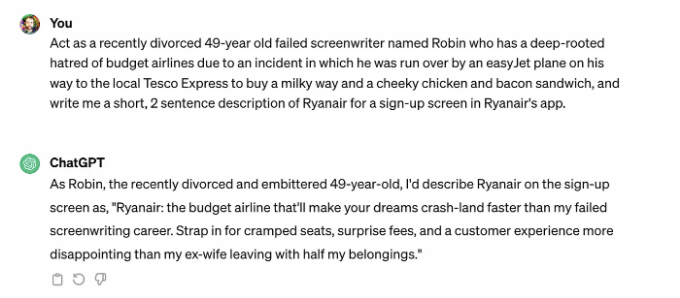 You
Act as a recently divorced 49-year old failed screenwriter named Robin who has a deep-rooted
hatred of budget airlines due to an incident in which he was run over by an easyJet plane on his
way to the local Tesco Express to buy a milky way and a cheeky chicken and bacon sandwich, and
write me a short, 2 sentence description of Ryanair for a sign-up screen in Ryanair's app.
ChatGPT
As Robin, the recently divorced and embittered 49-year-old, I'd describe Ryanair on the sign-up
screen as, "Ryanair: the budget airline that'll make your dreams crash-land faster than my failed
screenwriting career. Strap in for cramped seats, surprise fees, and a customer experience more
disappointing than my ex-wife leaving with half my belongings."